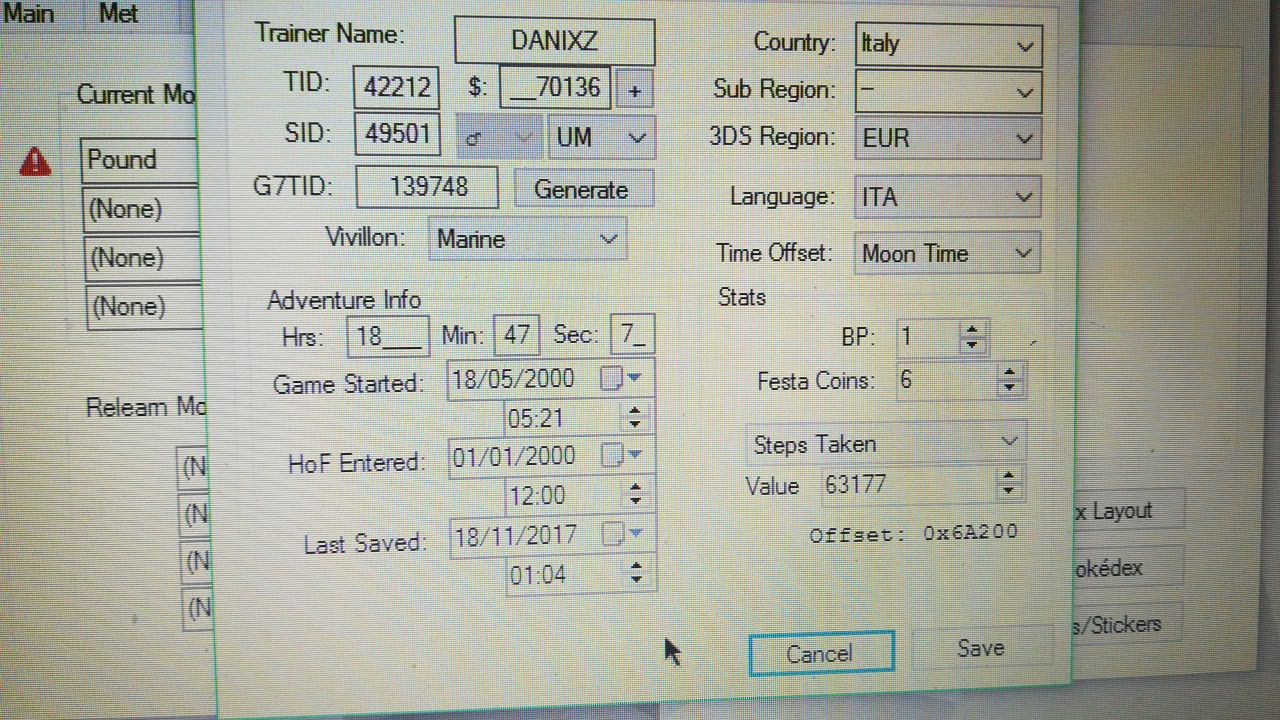 Main Met
Trainer Name: DANIXZ
Country: Italy
TID: 42212 $: __70136 +
Sub Region: –
Current Mo
SID: 49501 ♂ UM
3DS Region: EUR
Pound
G7TID: 139748 Generate
Language: ITA
(None)
Vivillon: Marine
Time Offset: Moon Time
(None)
Adventure Info
Stats
(None)
Hrs: 18___ Min: 47 Sec: 7_
BP: 1
Game Started: 18/05/2000
Festa Coins: 6
05:21
Relearn Mo
Steps Taken
HoF Entered: 01/01/2000
(N
Value 63177
12:00
(N
x Layout
Last Saved: 18/11/2017
Offset: 0x6A200
(N
okédex
01:04
(N
s/Stickers
Cancel Save